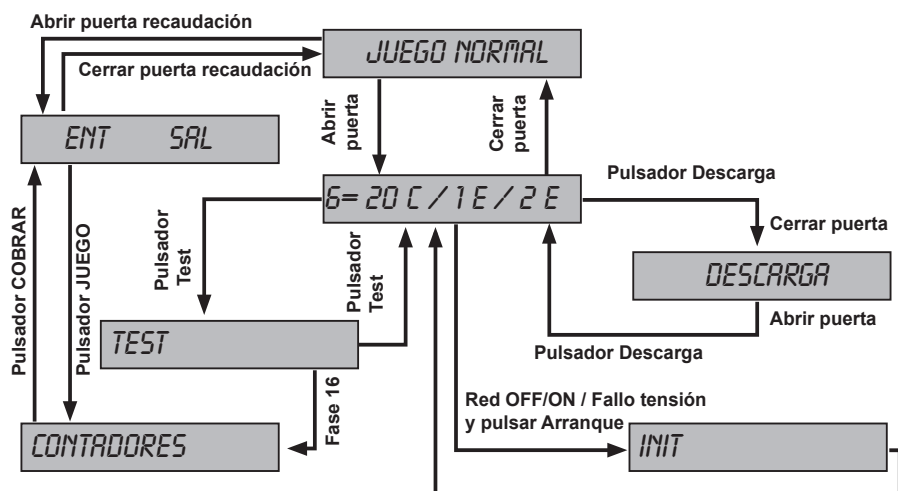 Abrir puerta recaudación
JUEGO NORMAL
Cerrar puerta recaudación
Abrir
puerta
Cerrar
puerta
ENT SAL
Pulsador Descarga
6= 20 C / 1 E / 2 E
Cerrar puerta
Pulsador COBRAR
Pulsador JUEGO
Pulsador
Test
Pulsador
Test
DESCARGA
Abrir puerta
TEST
Pulsador Descarga
Fase 16
Red OFF/ON / Fallo tensión
y pulsar Arranque
CONTADORES
INIT